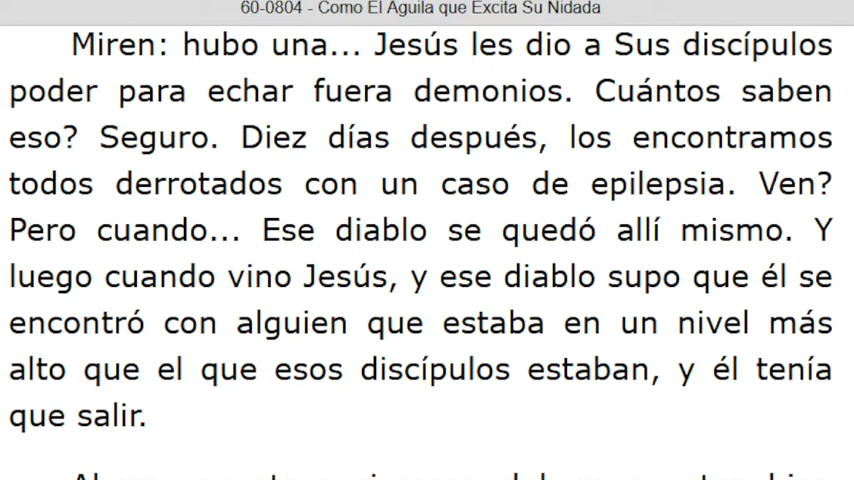 60-0804 - Como El Aguila que Excita Su Nidada
Miren: hubo una... Jesús les dio a Sus discípulos
poder para echar fuera demonios. Cuántos saben
eso? Seguro. Diez días después, los encontramos
todos derrotados con un caso de epilepsia. Ven?
Pero cuando... Ese diablo se quedó allí mismo. Y
luego cuando vino Jesús, y ese diablo supo que él se
encontró con alguien que estaba en un nivel más
alto que el que esos discípulos estaban, y él tenía
que salir.